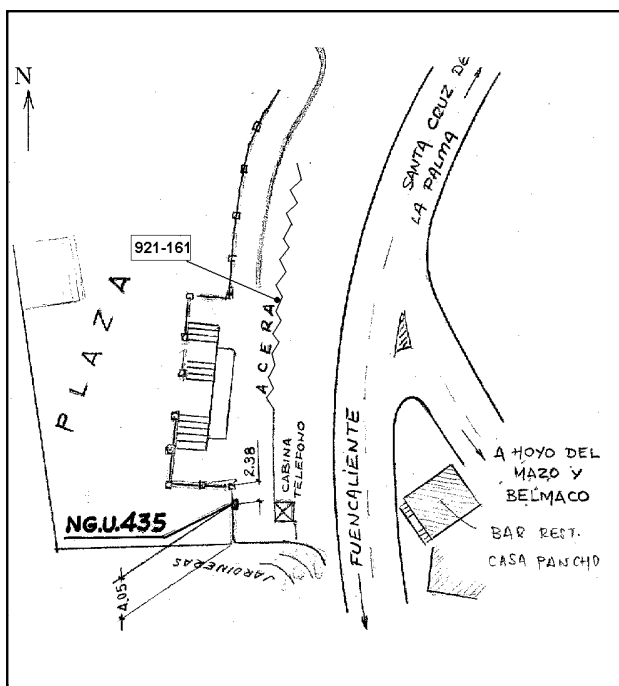 N
SANTA CRUZ DE
LA PALMA
921-161
PLAZA
ACERA
2.38
CABINA
TELEFONO
FUENCALIENTE
A HOYO DEL
MAZO Y
BELMACO
NG.U.435
BAR REST.
CASA PANCHO
JARDINERAS
4.05